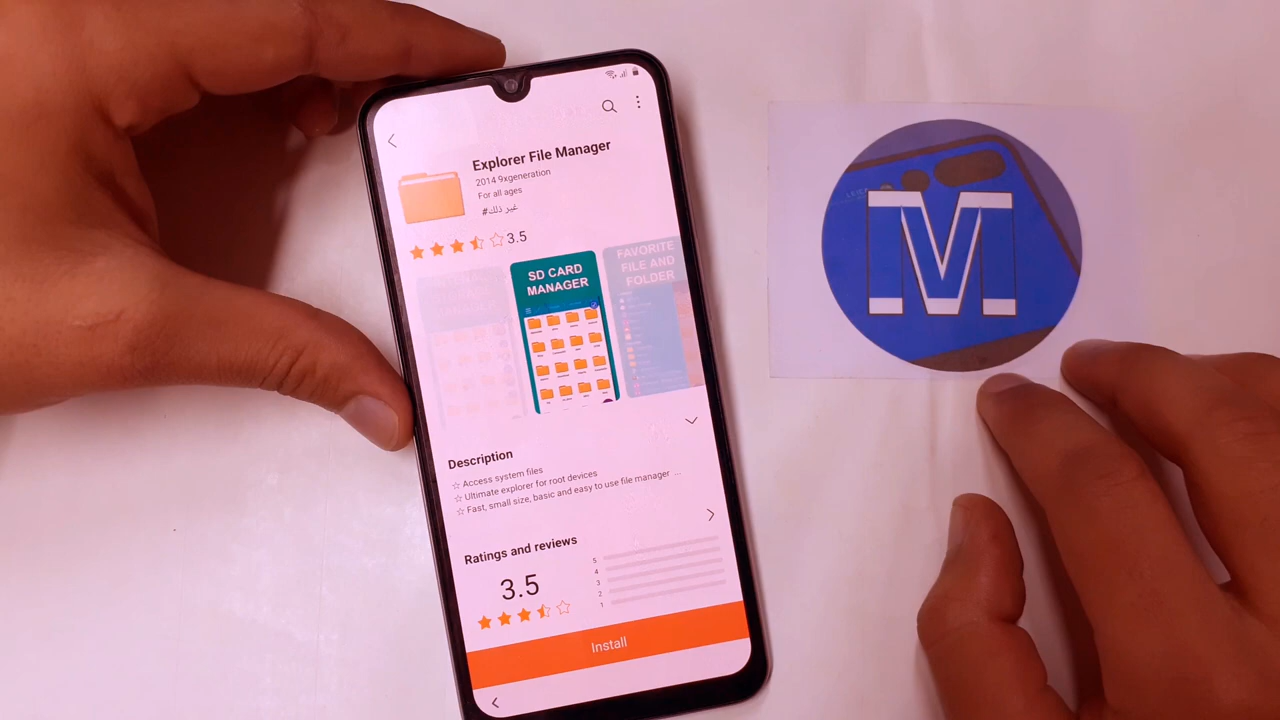 Explorer File Manager
2014 9xgeneration
For all ages
#غير ذلك
3.5
SD CARD
MANAGER
FAVORITE
FILE AND
FOLDER
Description
☆ Access system files
☆ Ultimate explorer for root devices
☆ Fast, small size, basic and easy to use file manager ...
Ratings and reviews
3.5
5
4
3
2
1
Install
M